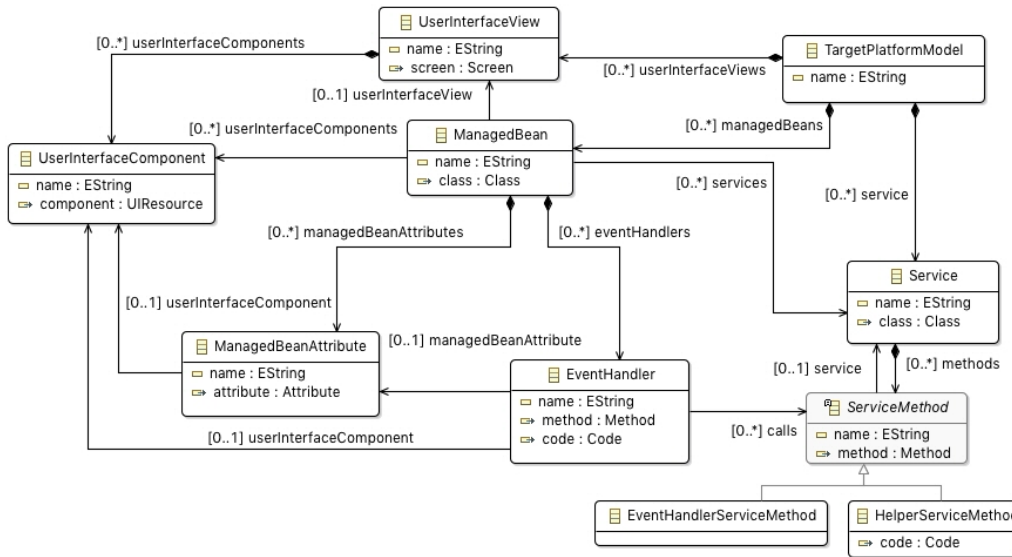 UserInterfaceView
name : EString
screen : Screen
[0..*] userInterfaceComponents
TargetPlatformModel
name : EString
[0..*] userInterfaceViews
[0..1] userInterfaceView
[0..*] userInterfaceComponents
ManagedBean
name : EString
class : Class
[0..*] managedBeans
UserInterfaceComponent
name : EString
component : UIResource
[0..*] services
[0..*] service
[0..*] managedBeanAttributes
[0..*] eventHandlers
Service
name : EString
class : Class
[0..1] userInterfaceComponent
ManagedBeanAttribute
name : EString
attribute : Attribute
[0..1] managedBeanAttribute
EventHandler
name : EString
method : Method
code : Code
[0..1] service
[0..*] methods
ServiceMethod
name : EString
method : Method
[0..*] calls
[0..1] userInterfaceComponent
EventHandlerServiceMethod
HelperServiceMethod
code : Code